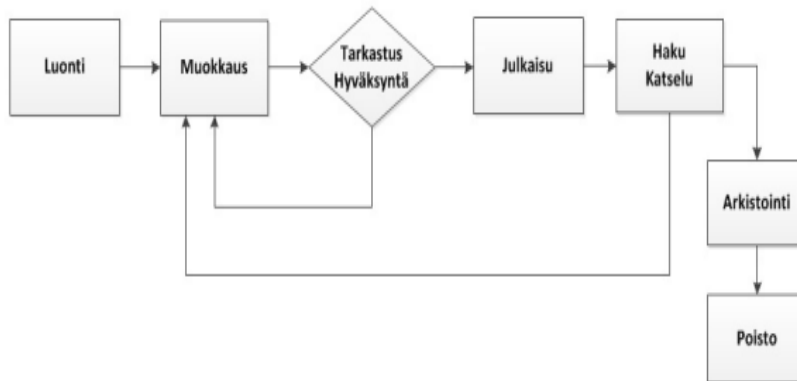 Luonti
Muokkaus
Tarkastus
Hyväksyntä
Julkaisu
Haku
Katselu
Arkistointi
Poisto